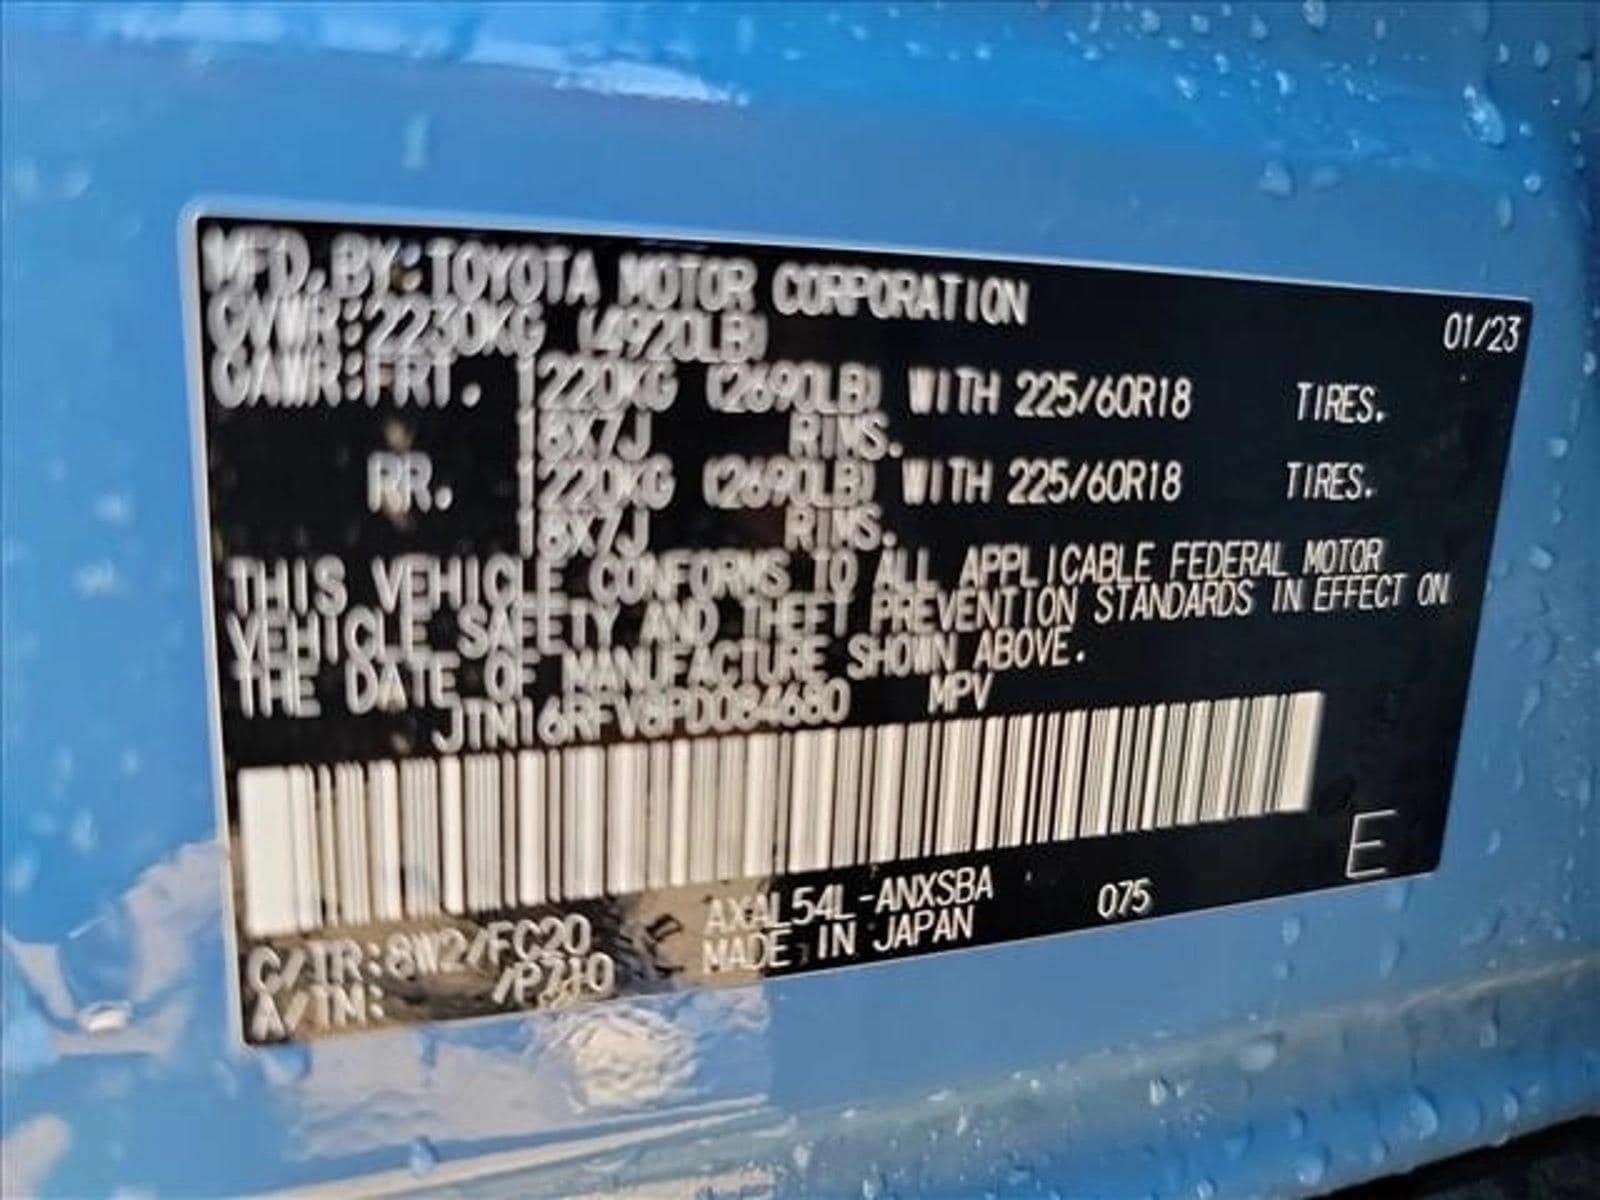 MFD.BY:TOYOTA MOTOR CORPORATION 01/23
GVWR:2230KG (4920LB)
GAWR:FRT. 1220KG (2690LB) WITH 225/60R18 TIRES.
18X7J RIMS.
RR. 1220KG (2690LB) WITH 225/60R18 TIRES.
18X7J RIMS.
THIS VEHICLE CONFORMS TO ALL APPLICABLE FEDERAL MOTOR
VEHICLE SAFETY AND THEFT PREVENTION STANDARDS IN EFFECT ON
THE DATE OF MANUFACTURE SHOWN ABOVE.
JTN16RFV8PD084680 MPV
E
C/TR:8W2/FC20 AXAL54L-ANXSBA 075
A/TM: /P710 MADE IN JAPAN